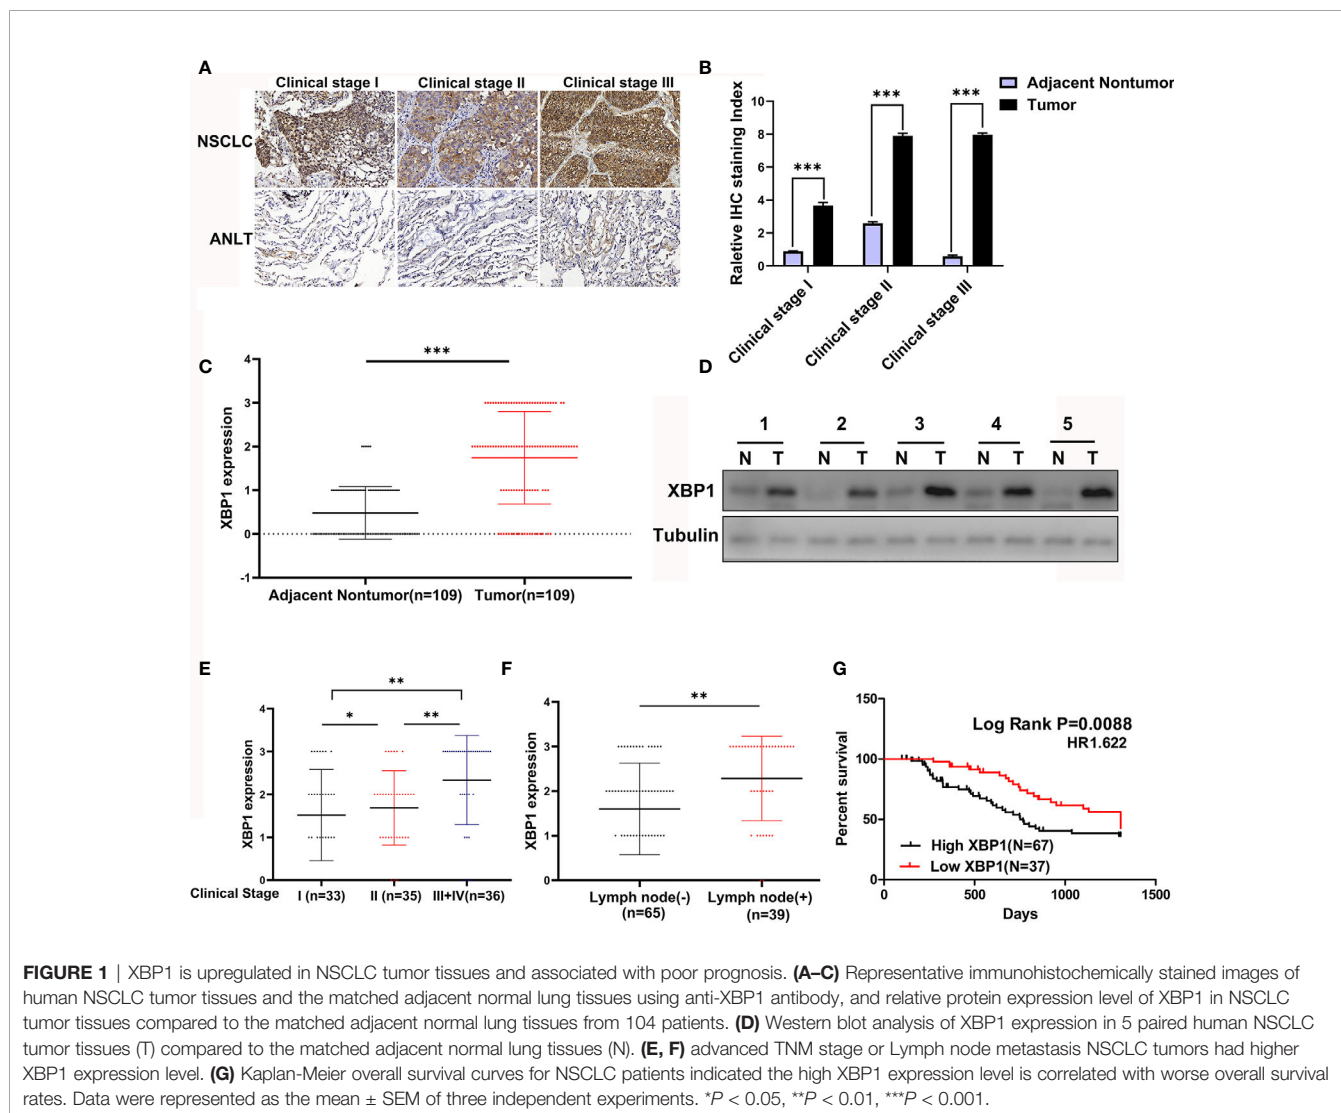 A
Clinical stage I
Clinical stage II
Clinical stage III
NSCLC
ANLT
B
Adjacent Nontumor
Tumor
Raletive IHC staining Index
10
8
6
4
2
0
***
***
***
Clinical stage I
Clinical stage II
Clinical stage III
C
***
XBP1 expression
4
3
2
1
0
-1
Adjacent Nontumor(n=109)
Tumor(n=109)
D
1 2 3 4 5
N T N T N T N T N T
XBP1
Tubulin
E
**
*
**
XBP1 expression
4
3
2
1
0
Clinical Stage
I (n=33)
II (n=35)
III+IV(n=36)
F
**
XBP1 expression
4
3
2
1
0
Lymph node(-)
(n=65)
Lymph node(+)
(n=39)
G
Percent survival
150
100
50
0
Log Rank P=0.0088
HR1.622
High XBP1(N=67)
Low XBP1(N=37)
0
500
1000
1500
Days
FIGURE 1 | XBP1 is upregulated in NSCLC tumor tissues and associated with poor prognosis. (A–C) Representative immunohistochemically stained images of
human NSCLC tumor tissues and the matched adjacent normal lung tissues using anti-XBP1 antibody, and relative protein expression level of XBP1 in NSCLC
tumor tissues compared to the matched adjacent normal lung tissues from 104 patients. (D) Western blot analysis of XBP1 expression in 5 paired human NSCLC
tumor tissues (T) compared to the matched adjacent normal lung tissues (N). (E, F) advanced TNM stage or Lymph node metastasis NSCLC tumors had higher
XBP1 expression level. (G) Kaplan-Meier overall survival curves for NSCLC patients indicated the high XBP1 expression level is correlated with worse overall survival
rates. Data were represented as the mean ± SEM of three independent experiments. *P < 0.05, **P < 0.01, ***P < 0.001.